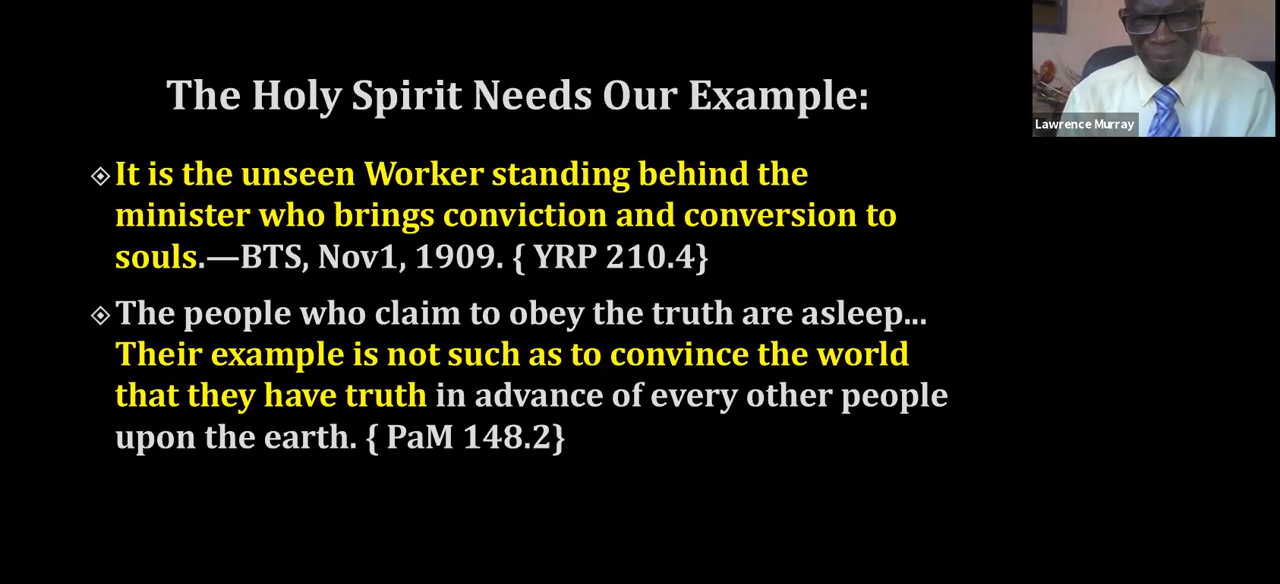 The Holy Spirit Needs Our Example:
It is the unseen Worker standing behind the
minister who brings conviction and conversion to
souls.—BTS, Nov1, 1909. { YRP 210.4}
The people who claim to obey the truth are asleep...
Their example is not such as to convince the world
that they have truth in advance of every other people
upon the earth. { PaM 148.2}
Lawrence Murray